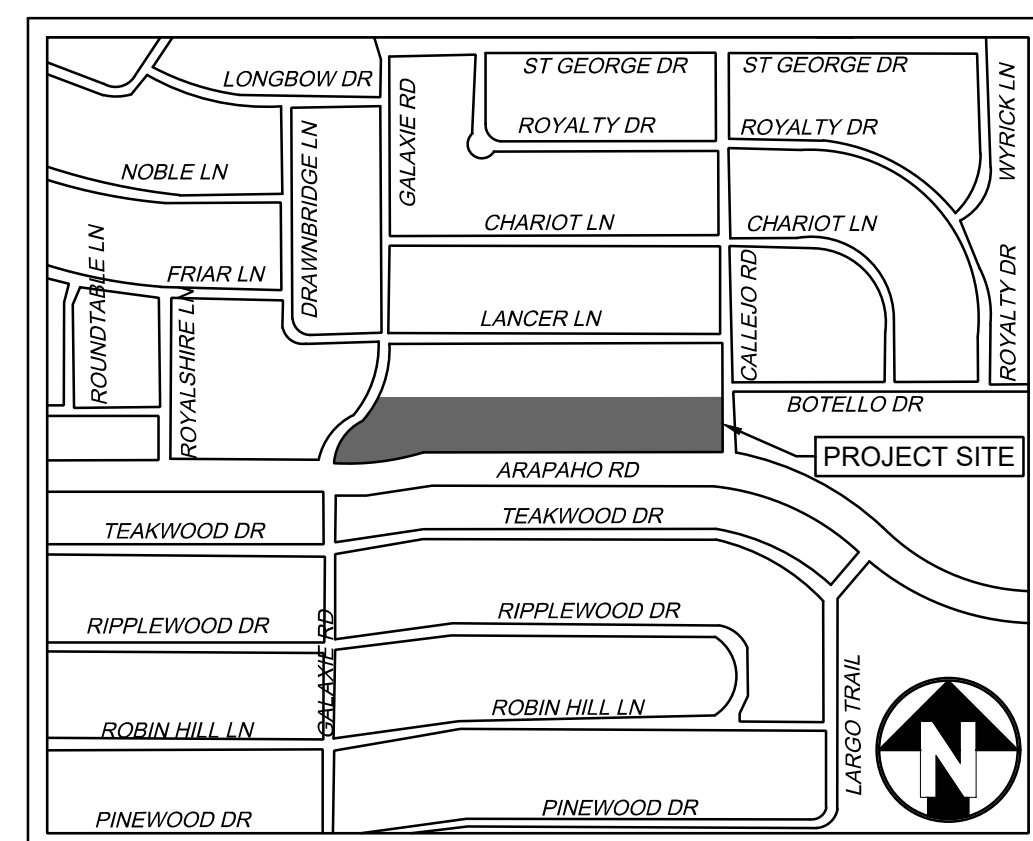 LONGBOW DR
ST GEORGE DR
ST GEORGE DR
GALAXIE RD
WYRICK LN
ROYALTY DR
ROYALTY DR
NOBLE LN
DRAWNBRIDGE LN
CHARIOT LN
CHARIOT LN
ROUNDTABLE LN
FRIAR LN
ROYALSHIRE LN
LANCER LN
CALLEJO RD
ROYALTY DR
BOTELLO DR
PROJECT SITE
ARAPAHO RD
TEAKWOOD DR
TEAKWOOD DR
RIPPLEWOOD DR
RIPPLEWOOD DR
GALAXIE RD
LARGO TRAIL
ROBIN HILL LN
ROBIN HILL LN
N
PINEWOOD DR
PINEWOOD DR